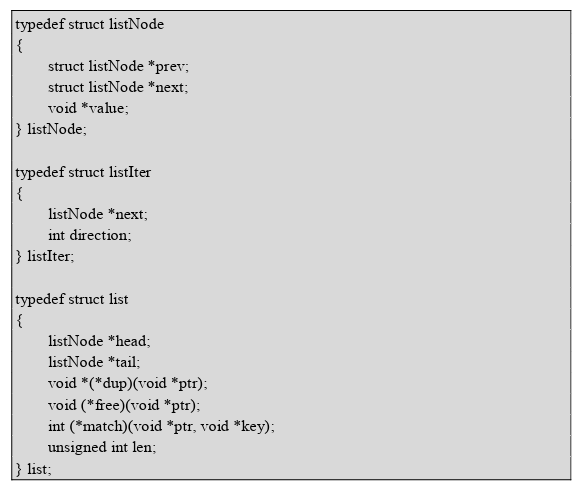 typedef struct listNode
{
struct listNode *prev;
struct listNode *next;
void *value;
} listNode;
typedef struct listIter
{
listNode *next;
int direction;
} listIter;
typedef struct list
{
listNode *head;
listNode *tail;
void *(*dup)(void *ptr);
void (*free)(void *ptr);
int (*match)(void *ptr, void *key);
unsigned int len;
} list;